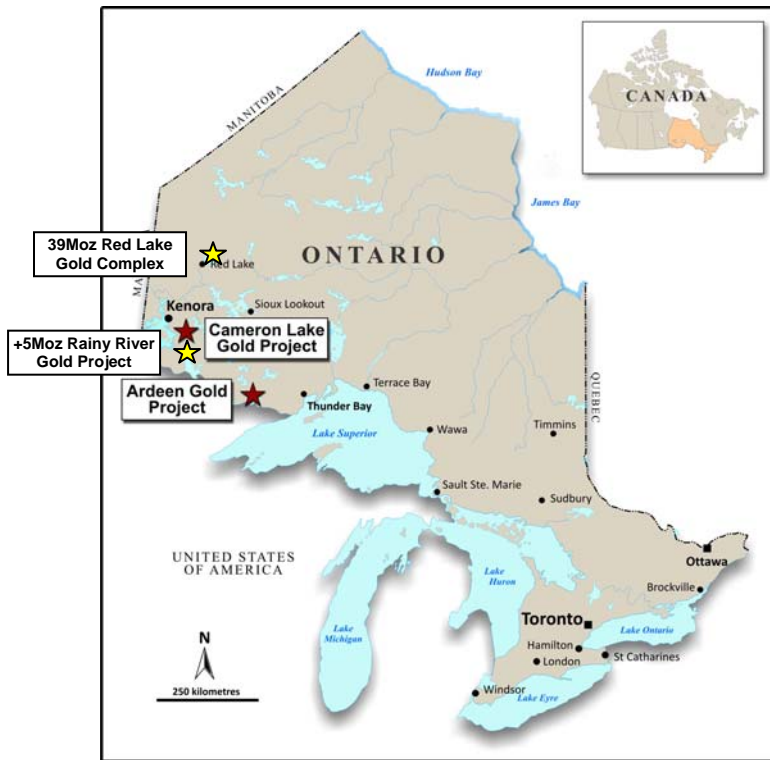 Hudson Bay
CANADA
MANITOBA
James Bay
39Moz Red Lake
Gold Complex
MA
Red Lake
ONTARIO
Kenora
Sioux Lookout
Cameron Lake
Gold Project
+5Moz Rainy River
Gold Project
Ardeen Gold
Project
Thunder Bay
Terrace Bay
QUEBEC
Lake Superior
Wawa
Timmins
Sault Ste. Marie
Sudbury
UNITED STATES
OF AMERICA
Lake
Huron
Ottawa
Brockville
Lake
Michigan
Toronto
Lake Ontario
N
Hamilton
St Catharines
London
250 kilometres
Windsor
Lake Eyre